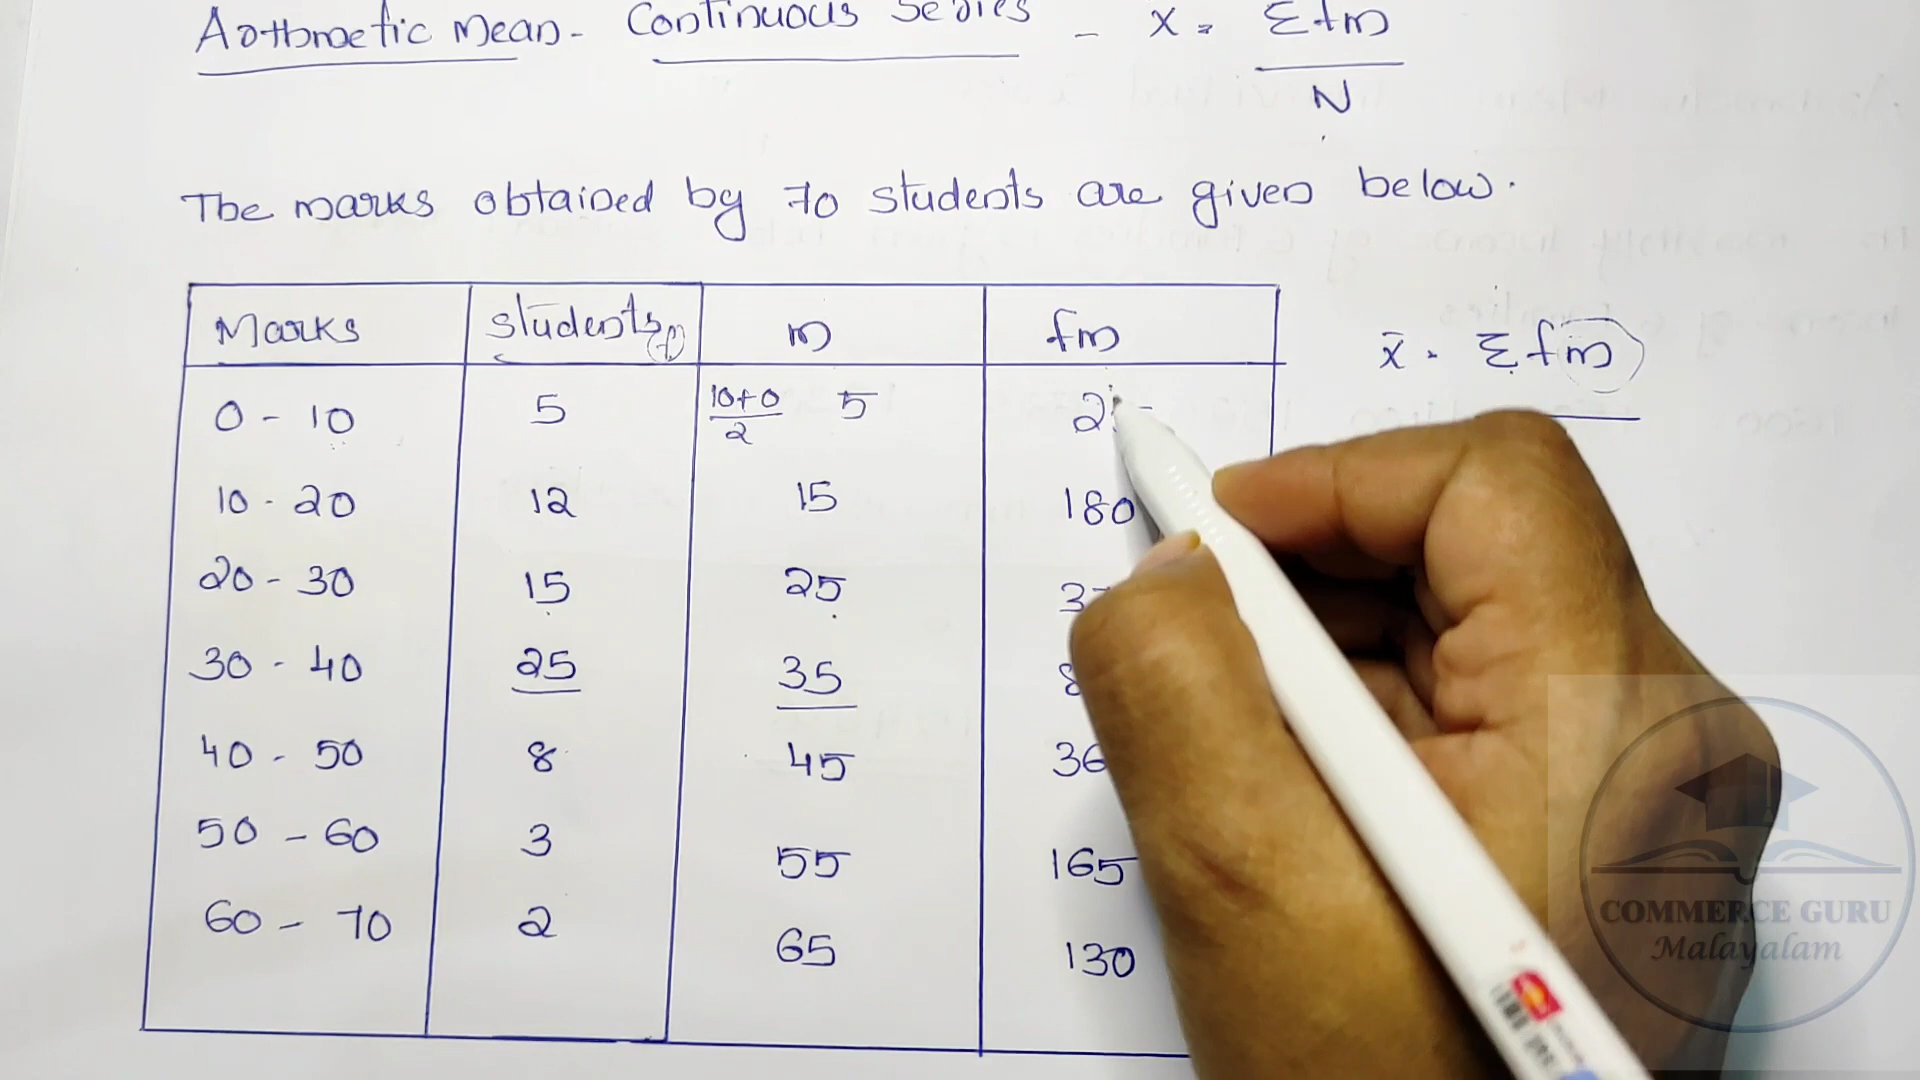 Arithmetic Mean - Continuous Series - X = Σfm
N
The marks obtained by 70 students are given below.
Marks students (f) m fm
0 - 10 5 10+0 5
2
10 - 20 12 15 180
20 - 30 15 25
30 - 40 25 35
40 - 50 8 45
50 - 60 3 55 165
60 - 70 2 65 130
x̄ = Σfm
COMMERCE GURU
Malayalam